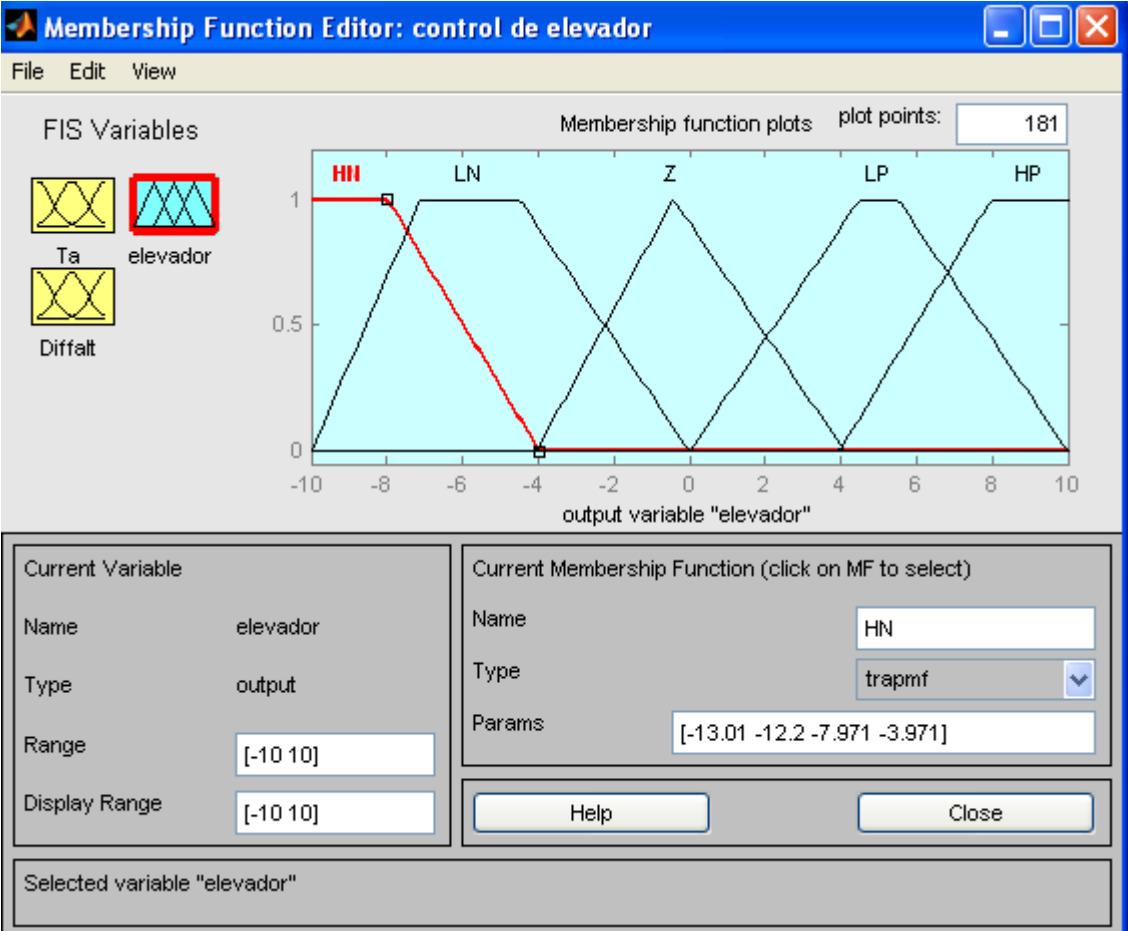 Membership Function Editor: control de elevador
File Edit View
FIS Variables
Membership function plots plot points: 181
Ta elevador
Diffalt
HN LN Z LP HP
1
0.5
0
-10 -8 -6 -4 -2 0 2 4 6 8 10
output variable "elevador"
Current Variable
Name elevador
Type output
Range [-10 10]
Display Range [-10 10]
Current Membership Function (click on MF to select)
Name HN
Type trapmf
Params [-13.01 -12.2 -7.971 -3.971]
Help Close
Selected variable "elevador"